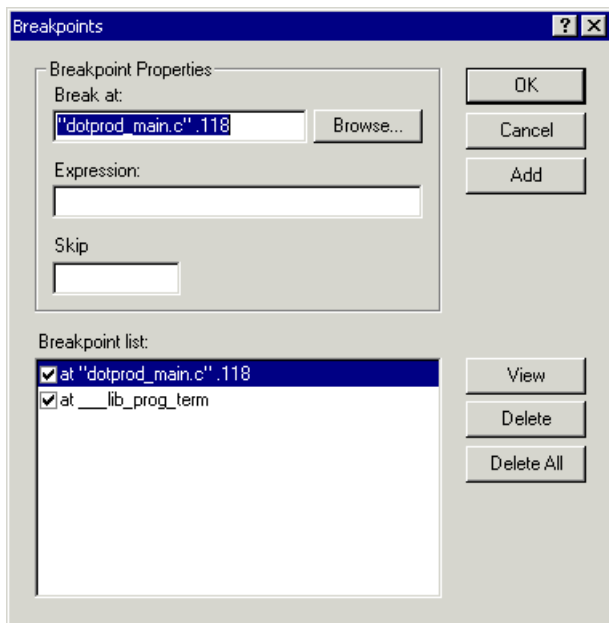 Breakpoints
Breakpoint Properties
Break at:
"dotprod_main.c" .118
Browse...
Expression:
Skip
OK
Cancel
Add
Breakpoint list:
at "dotprod_main.c" .118
at ___lib_prog_term
View
Delete
Delete All